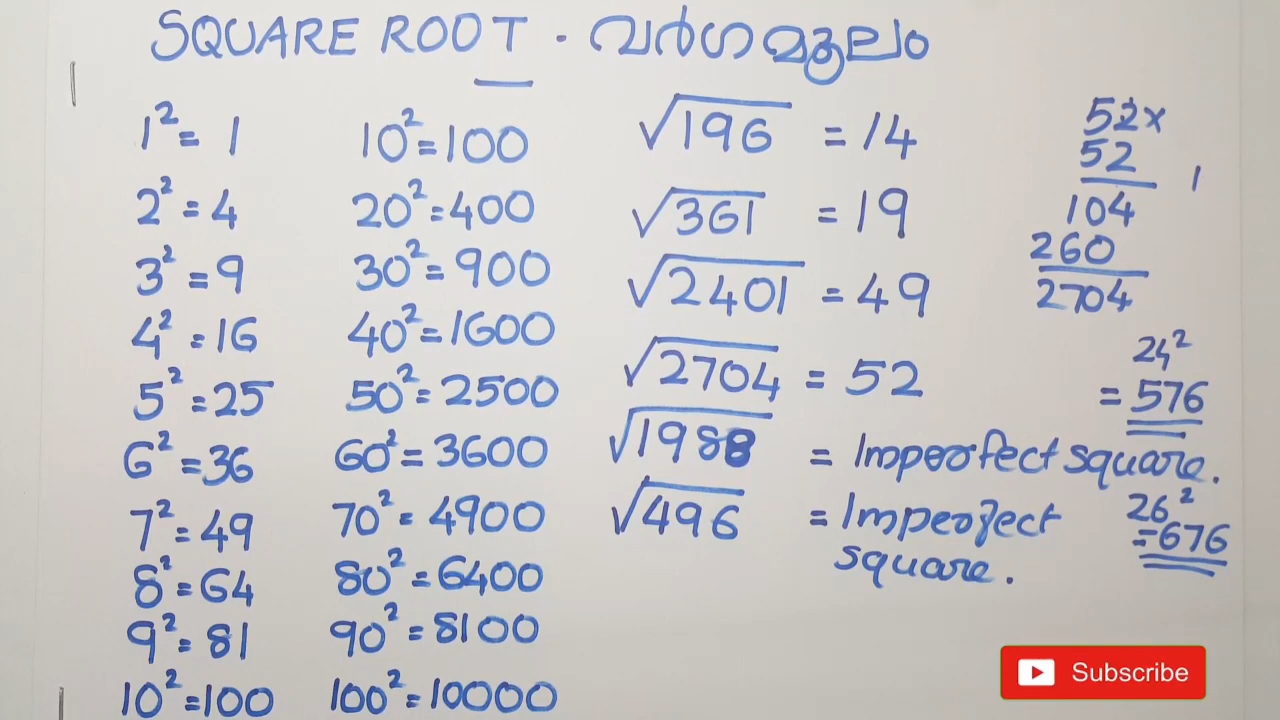 SQUARE ROOT - വർഗമൂലം
1² = 1
2² = 4
3² = 9
4² = 16
5² = 25
6² = 36
7² = 49
8² = 64
9² = 81
10² = 100
10² = 100
20² = 400
30² = 900
40² = 1600
50² = 2500
60² = 3600
70² = 4900
80² = 6400
90² = 8100
100² = 10000
√196 = 14
√361 = 19
√2401 = 49
√2704 = 52
√1988 = Imperfect square.
√496 = Imperfect
square.
52x
52
104
260
2704
24²
= 576
26²
= 676
Subscribe